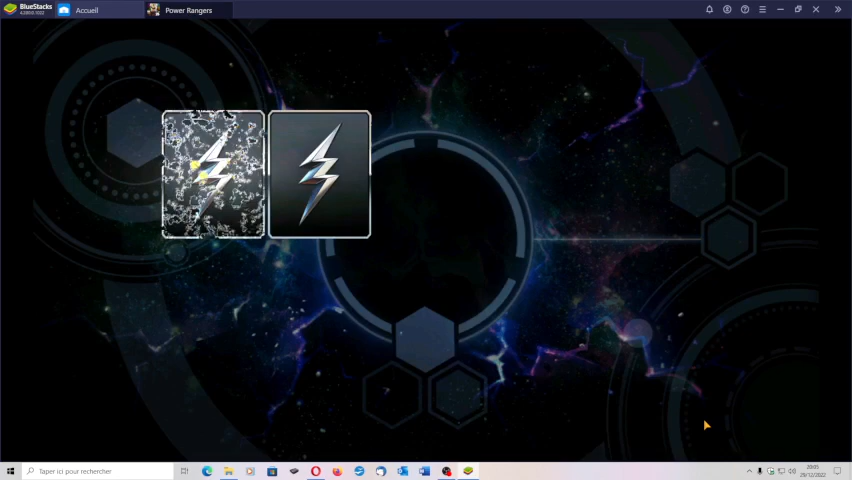 BlueStacks
Accueil
Power Rangers
Taper ici pour rechercher
20:05
29/12/2022